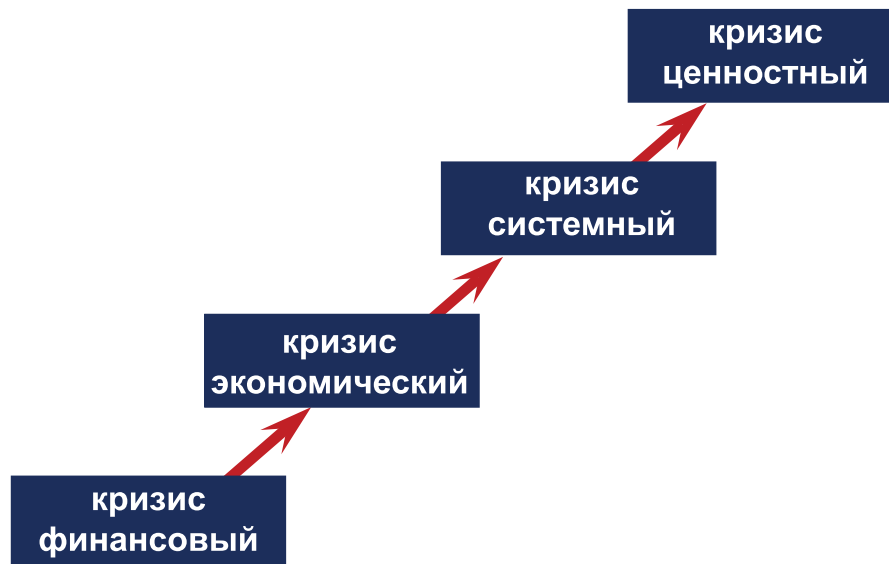 кризис
ценностный
кризис
системный
кризис
экономический
кризис
финансовый